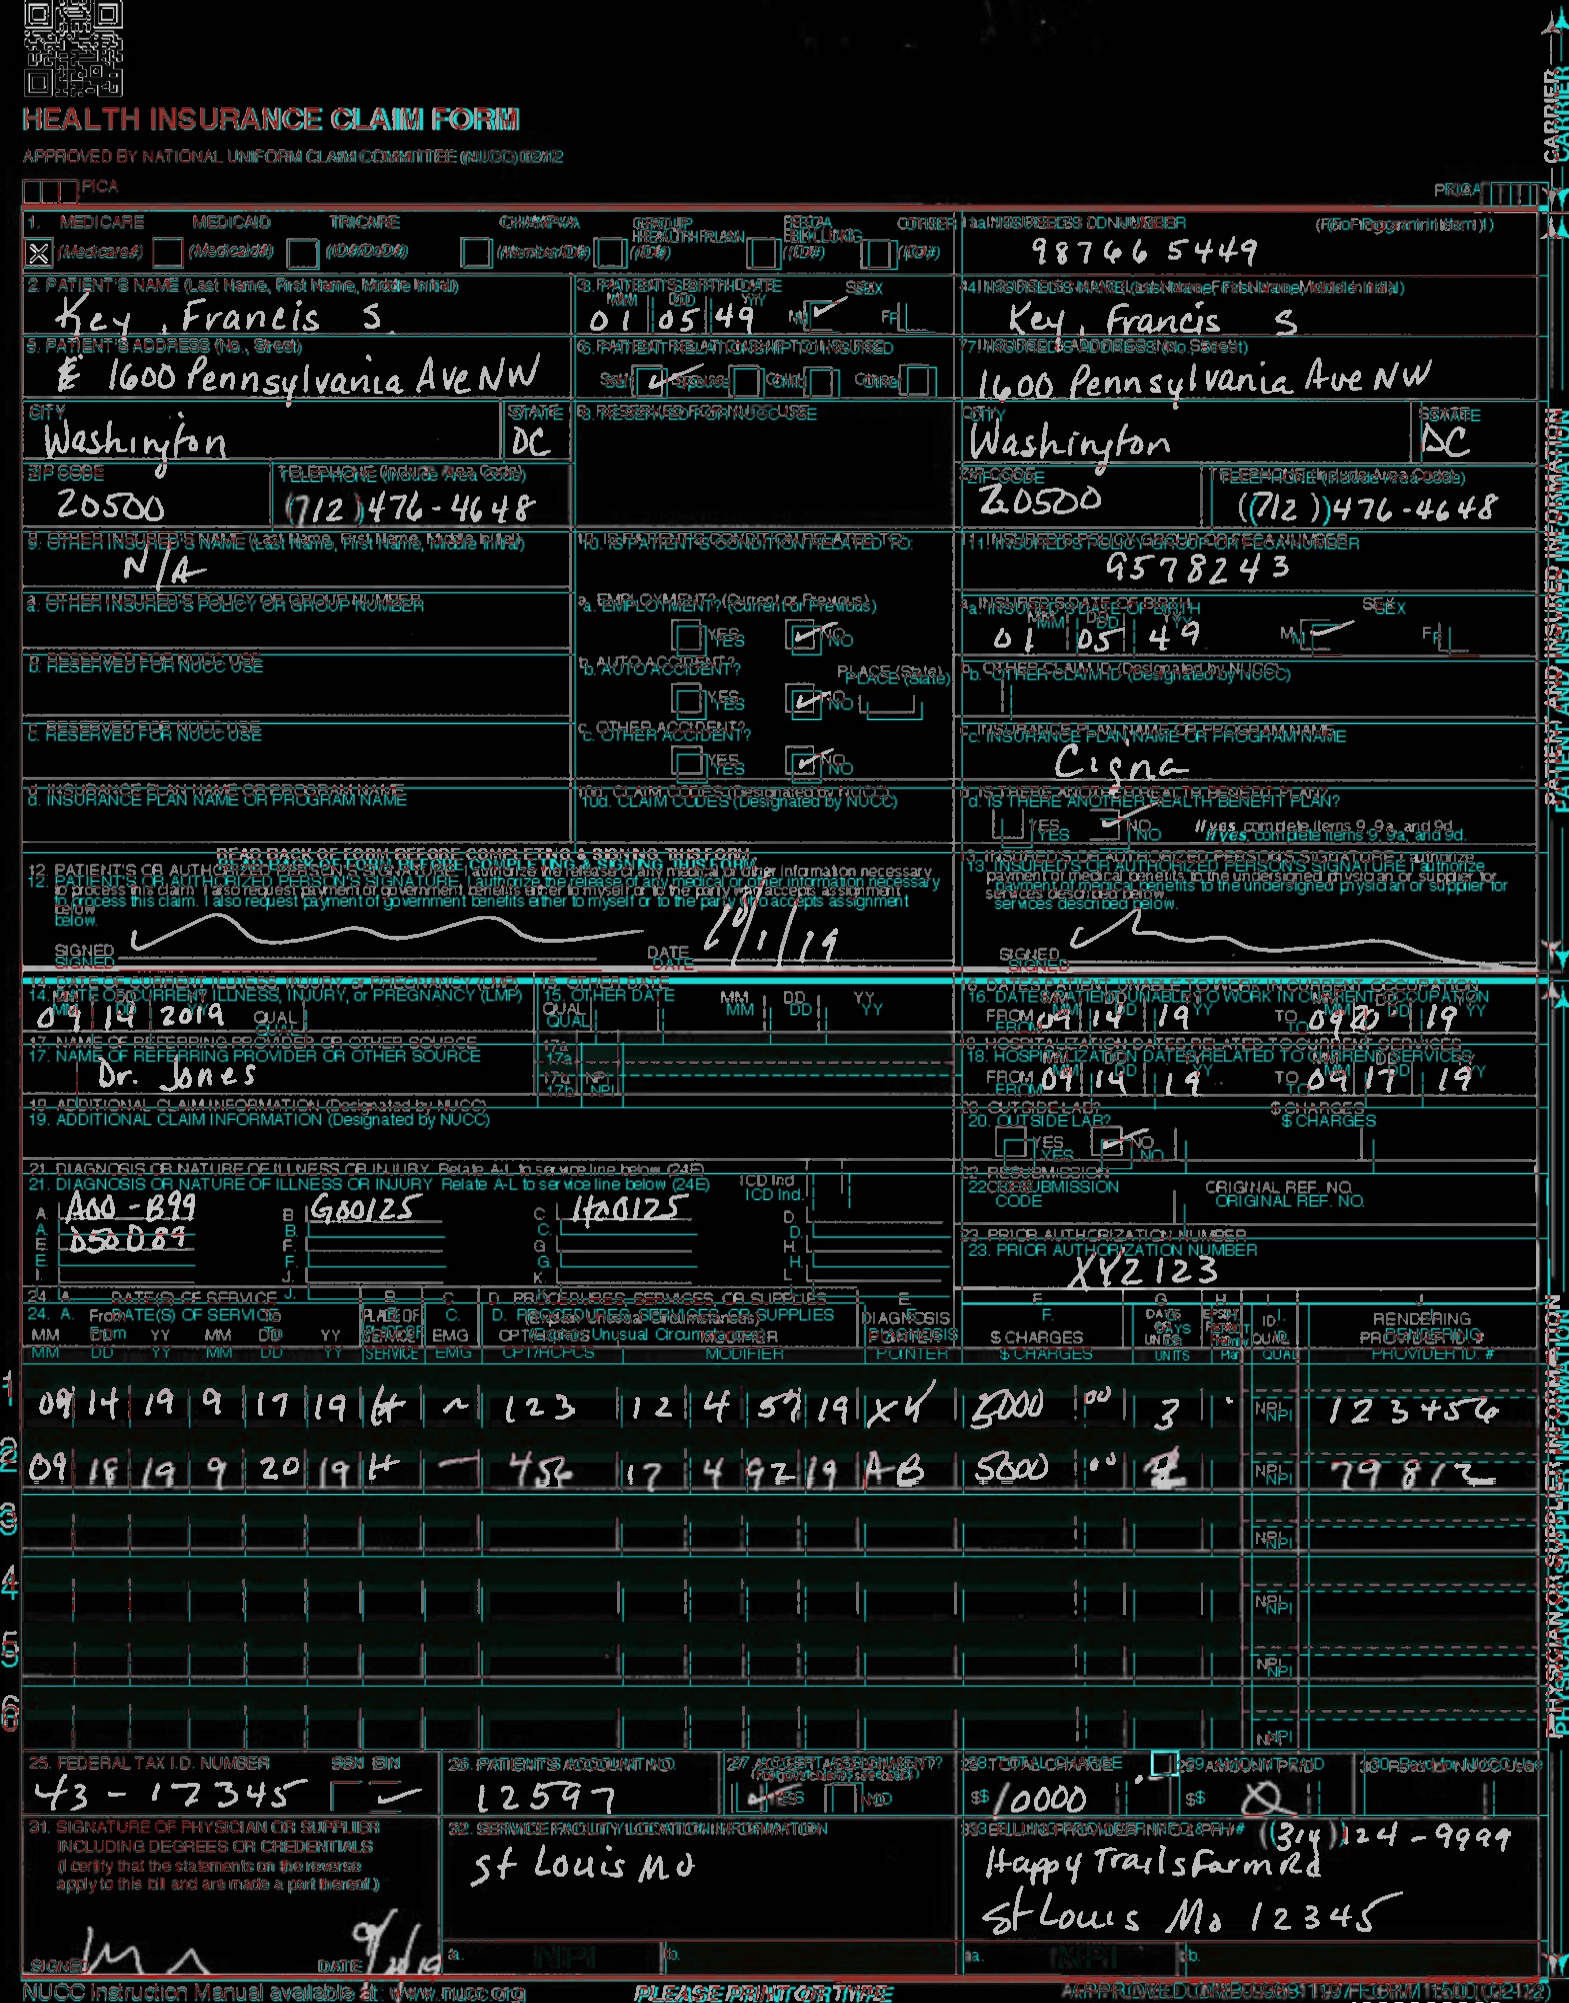 HEALTH INSURANCE CLAIM FORM
APPROVED BY NATIONAL UNIFORM CLAIM COMMITTEE (NUCC) 02/12
PICA
PICA
CARRIER
1. MEDICARE MEDICAID TRICARE CHAMPVA GROUP HEALTH PLAN FECA BLK LUNG OTHER
(Medicare#) (Medicaid#) (ID#/DoD#) (Member ID#) (ID#) (ID#) (ID#)
1a. INSURED'S I.D. NUMBER (For Program in Item 1)
98766 5449
2. PATIENT'S NAME (Last Name, First Name, Middle Initial)
Key, Francis S.
3. PATIENT'S BIRTH DATE SEX
MM DD YY
01 05 49 M F
4. INSURED'S NAME (Last Name, First Name, Middle Initial)
Key, Francis S
5. PATIENT'S ADDRESS (No., Street)
1600 Pennsylvania Ave NW
6. PATIENT RELATIONSHIP TO INSURED
Self Spouse Child Other
7. INSURED'S ADDRESS (No., Street)
1600 Pennsylvania Ave NW
CITY STATE
Washington DC
8. RESERVED FOR NUCC USE
CITY STATE
Washington DC
ZIP CODE TELEPHONE (Include Area Code)
20500 (712) 476-4648
ZIP CODE TELEPHONE (Include Area Code)
20500 (712) 476-4648
9. OTHER INSURED'S NAME (Last Name, First Name, Middle Initial)
N/A
10. IS PATIENT'S CONDITION RELATED TO:
11. INSURED'S POLICY GROUP OR FECA NUMBER
9578243
a. OTHER INSURED'S POLICY OR GROUP NUMBER
a. EMPLOYMENT? (Current or Previous)
YES NO
a. INSURED'S DATE OF BIRTH SEX
MM DD YY
01 05 49 M F
b. RESERVED FOR NUCC USE
b. AUTO ACCIDENT? PLACE (State)
YES NO
b. OTHER CLAIM ID (Designated by NUCC)
c. RESERVED FOR NUCC USE
c. OTHER ACCIDENT?
YES NO
c. INSURANCE PLAN NAME OR PROGRAM NAME
Cigna
d. INSURANCE PLAN NAME OR PROGRAM NAME
10d. CLAIM CODES (Designated by NUCC)
d. IS THERE ANOTHER HEALTH BENEFIT PLAN?
YES NO If yes, complete items 9, 9a, and 9d.
READ BACK OF FORM BEFORE COMPLETING & SIGNING THIS FORM.
12. PATIENT'S OR AUTHORIZED PERSON'S SIGNATURE I authorize the release of any medical or other information necessary
to process this claim. I also request payment of government benefits either to myself or to the party who accepts assignment
below.
SIGNED DATE 10/1/19
13. INSURED'S OR AUTHORIZED PERSON'S SIGNATURE I authorize
payment of medical benefits to the undersigned physician or supplier for
services described below.
SIGNED
PATIENT AND INSURED INFORMATION
14. DATE OF CURRENT ILLNESS, INJURY, or PREGNANCY (LMP)
MM DD YY
09 14 2019 QUAL.
15. OTHER DATE
QUAL. MM DD YY
16. DATES PATIENT UNABLE TO WORK IN CURRENT OCCUPATION
MM DD YY MM DD YY
FROM 09 14 19 TO 09 20 19
17. NAME OF REFERRING PROVIDER OR OTHER SOURCE
Dr. Jones
17a.
17b. NPI
18. HOSPITALIZATION DATES RELATED TO CURRENT SERVICES
MM DD YY MM DD YY
FROM 09 14 19 TO 09 17 19
19. ADDITIONAL CLAIM INFORMATION (Designated by NUCC)
20. OUTSIDE LAB? $ CHARGES
YES NO
21. DIAGNOSIS OR NATURE OF ILLNESS OR INJURY Relate A-L to service line below (24E) ICD Ind.
A. A00-B99 B. G00125 C. H00125 D.
E. D50D89 F. G. H.
I. J. K. L.
22. RESUBMISSION CODE ORIGINAL REF. NO.
23. PRIOR AUTHORIZATION NUMBER
XYZ123
24. A. DATE(S) OF SERVICE B. C. D. PROCEDURES, SERVICES, OR SUPPLIES E. F. G. H. I. J.
From PLACE OF (Explain Unusual Circumstances) DIAGNOSIS DAYS EPSDT ID. RENDERING
MM DD YY MM DD YY SERVICE EMG CPT/HCPCS MODIFIER POINTER $ CHARGES UNITS Plan QUAL. PROVIDER ID. #
1 09 14 19 9 17 19 H ~ 123 12 4 57 19 XY 5000 00 3 NPI 123456
2 09 18 19 9 20 19 H — 456 17 4 92 19 AB 5000 00 NPI 79812
3 NPI
4 NPI
5 NPI
6 NPI
PHYSICIAN OR SUPPLIER INFORMATION
25. FEDERAL TAX I.D. NUMBER SSN EIN
43-17345
26. PATIENT'S ACCOUNT NO.
12597
27. ACCEPT ASSIGNMENT?
YES NO
28. TOTAL CHARGE
$ 10000
29. AMOUNT PAID
$ 0
30. Rsvd for NUCC Use
31. SIGNATURE OF PHYSICIAN OR SUPPLIER
INCLUDING DEGREES OR CREDENTIALS
(I certify that the statements on the reverse
apply to this bill and are made a part thereof.)
SIGNED DATE
32. SERVICE FACILITY LOCATION INFORMATION
St Louis Mo
a. NPI b.
33. BILLING PROVIDER INFO & PH # (314) 124-9999
Happy Trails Farm Rd
St Louis Mo 12345
a. NPI b.
NUCC Instruction Manual available at: www.nucc.org
PLEASE PRINT OR TYPE
APPROVED OMB-0938-1197 FORM 1500 (02-12)